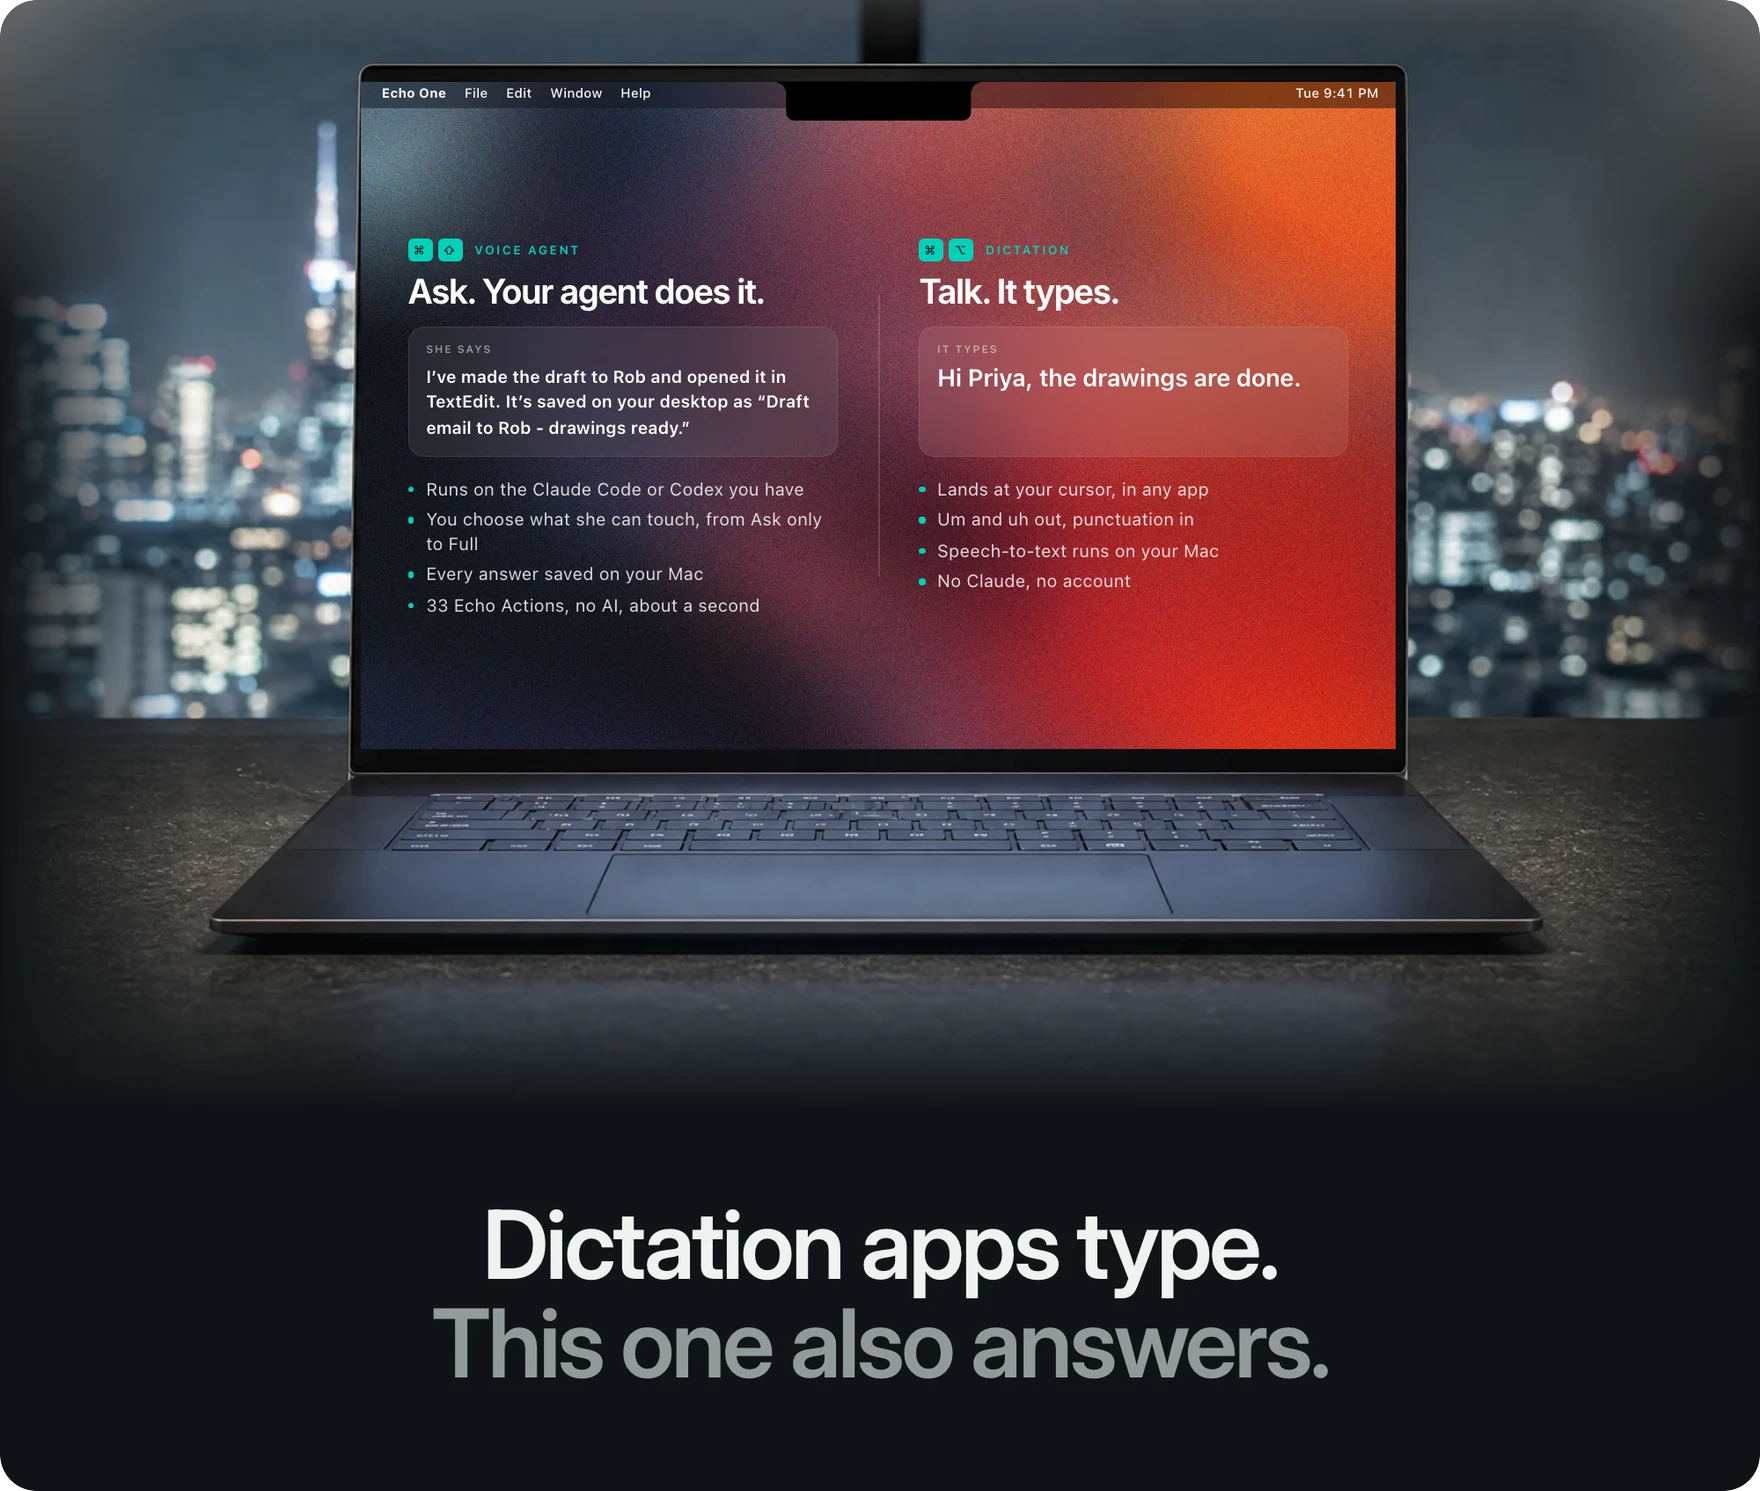 Echo One File Edit Window Help
Tue 9:41 PM
⌘ ⇧ VOICE AGENT
Ask. Your agent does it.
SHE SAYS
I’ve made the draft to Rob and opened it in
TextEdit. It’s saved on your desktop as “Draft
email to Rob - drawings ready.”
• Runs on the Claude Code or Codex you have
• You choose what she can touch, from Ask only
to Full
• Every answer saved on your Mac
• 33 Echo Actions, no AI, about a second
⌘ ⌥ DICTATION
Talk. It types.
IT TYPES
Hi Priya, the drawings are done.
• Lands at your cursor, in any app
• Um and uh out, punctuation in
• Speech-to-text runs on your Mac
• No Claude, no account
Dictation apps type.
This one also answers.